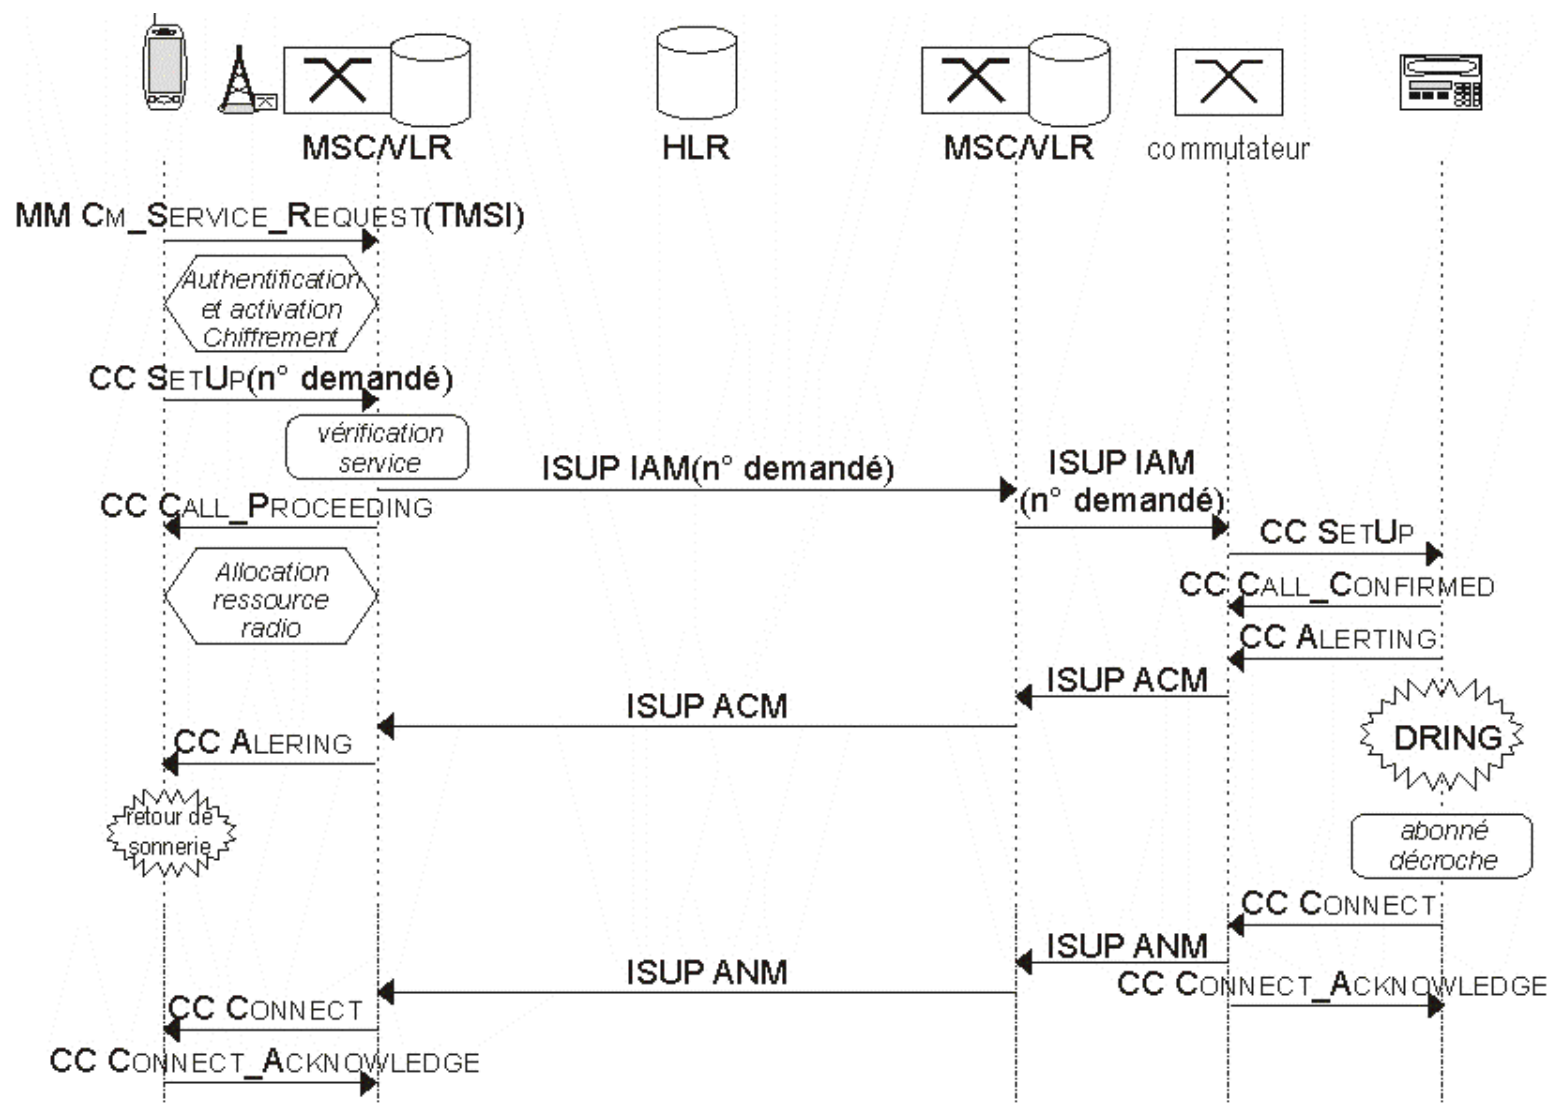 MSC/VLR
HLR
MSC/VLR
commutateur
MM CM_SERVICE_REQUEST(TMSI)
Authentification
et activation
Chiffrement
CC SETUP(n° demandé)
vérification
service
ISUP IAM(n° demandé)
ISUP IAM
(n° demandé)
CC CALL_PROCEEDING
CC SETUP
Allocation
ressource
radio
CC CALL_CONFIRMED
CC ALERTING
ISUP ACM
ISUP ACM
CC ALERING
DRING
retour de
sonnerie
abonné
décroche
CC CONNECT
ISUP ANM
ISUP ANM
CC CONNECT_ACKNOWLEDGE
CC CONNECT
CC CONNECT_ACKNOWLEDGE